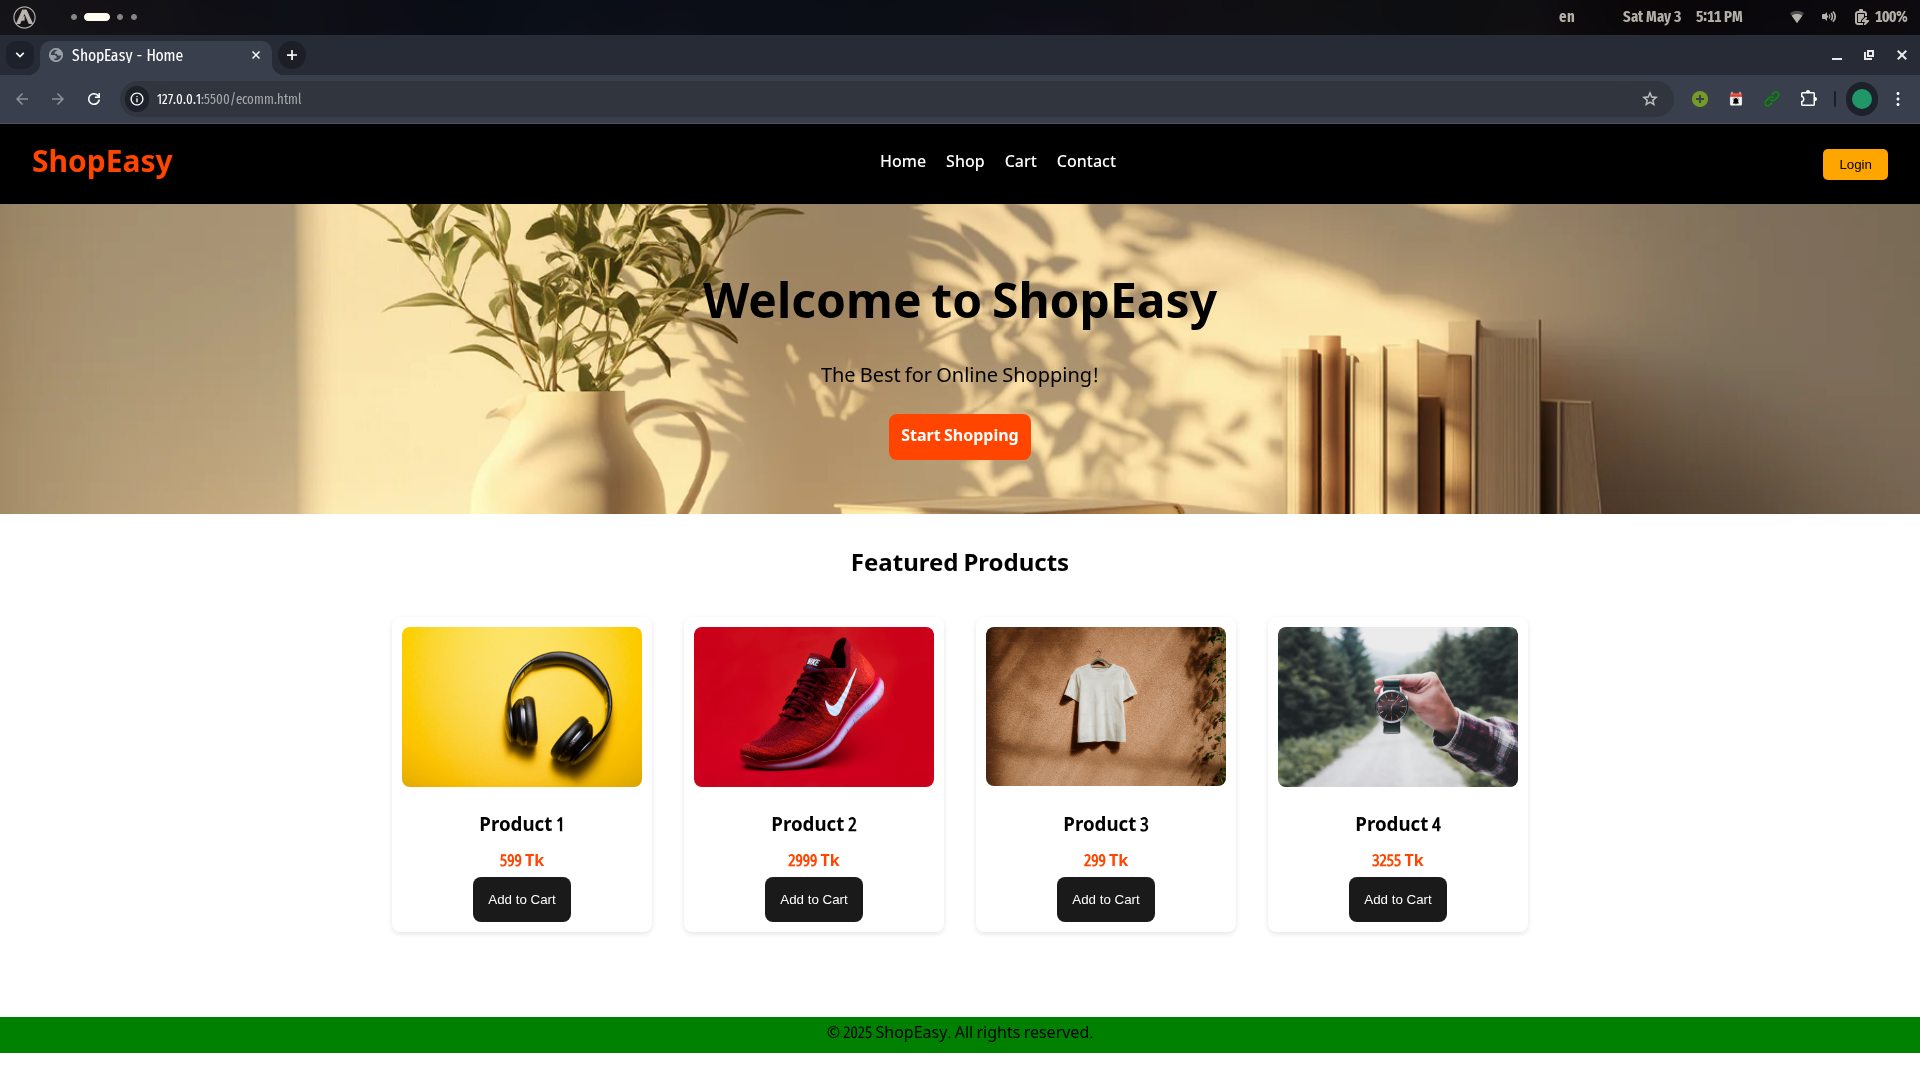 en Sat May 3 5:11 PM 100%
ShopEasy - Home
127.0.0.1:5500/ecomm.html
ShopEasy Home Shop Cart Contact Login
Welcome to ShopEasy
The Best for Online Shopping!
Start Shopping
Featured Products
NIKE
Product 1 Product 2 Product 3 Product 4
599 Tk 2999 Tk 299 Tk 3255 Tk
Add to Cart Add to Cart Add to Cart Add to Cart
© 2025 ShopEasy. All rights reserved.